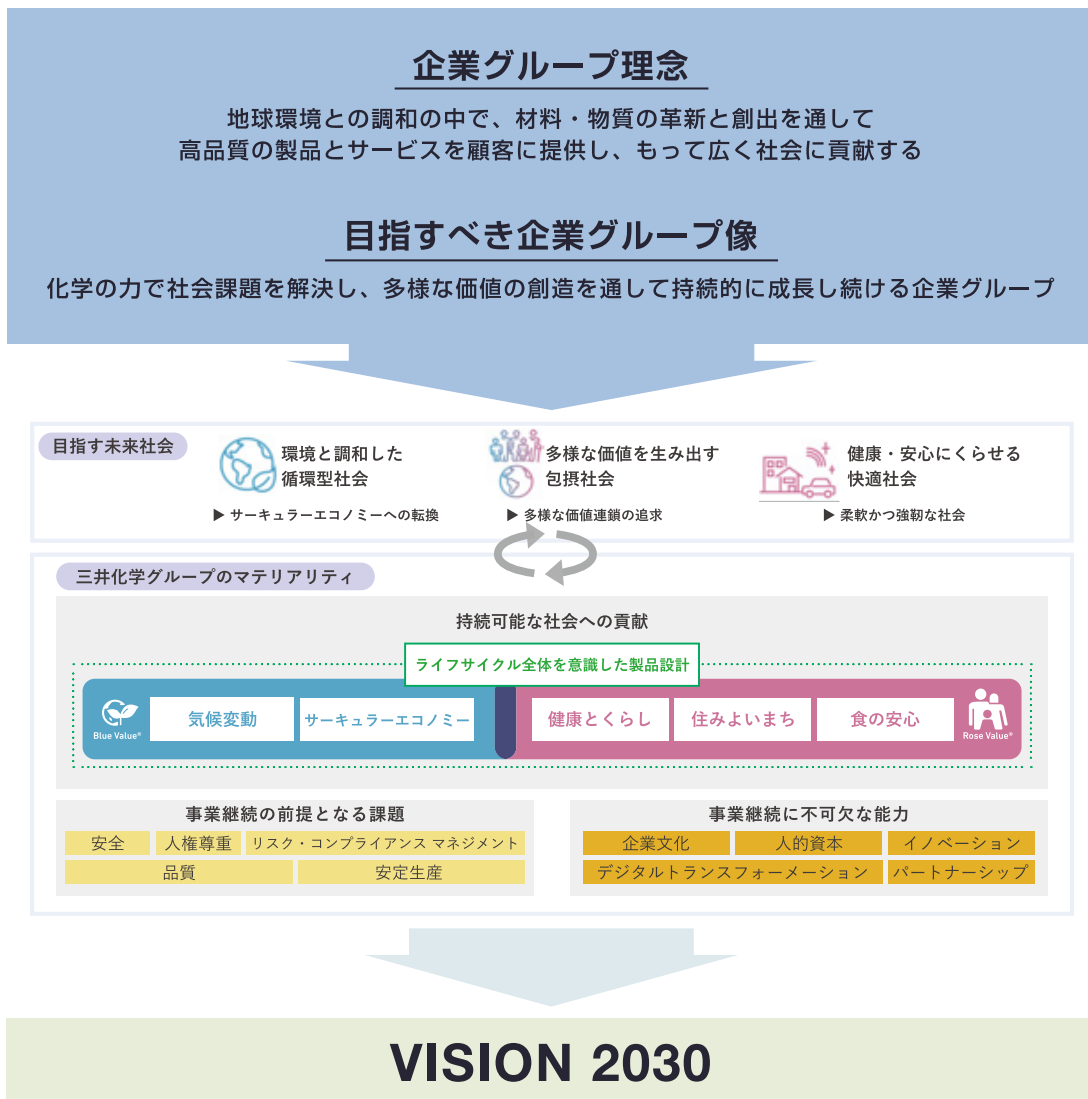 企業グループ理念
地球環境との調和の中で、材料・物質の革新と創出を通して
高品質の製品とサービスを顧客に提供し、もって広く社会に貢献する
目指すべき企業グループ像
化学の力で社会課題を解決し、多様な価値の創造を通して持続的に成長し続ける企業グループ
目指す未来社会
環境と調和した
循環型社会
▶ サーキュラーエコノミーへの転換
多様な価値を生み出す
包摂社会
▶ 多様な価値連鎖の追求
健康・安心にくらせる
快適社会
▶ 柔軟かつ強靭な社会
三井化学グループのマテリアリティ
持続可能な社会への貢献
ライフサイクル全体を意識した製品設計
Blue Value®
気候変動
サーキュラーエコノミー
健康とくらし
住みよいまち
食の安心
Rose Value®
事業継続の前提となる課題
安全
人権尊重
リスク・コンプライアンス マネジメント
品質
安定生産
事業継続に不可欠な能力
企業文化
人的資本
イノベーション
デジタルトランスフォーメーション
パートナーシップ
VISION 2030